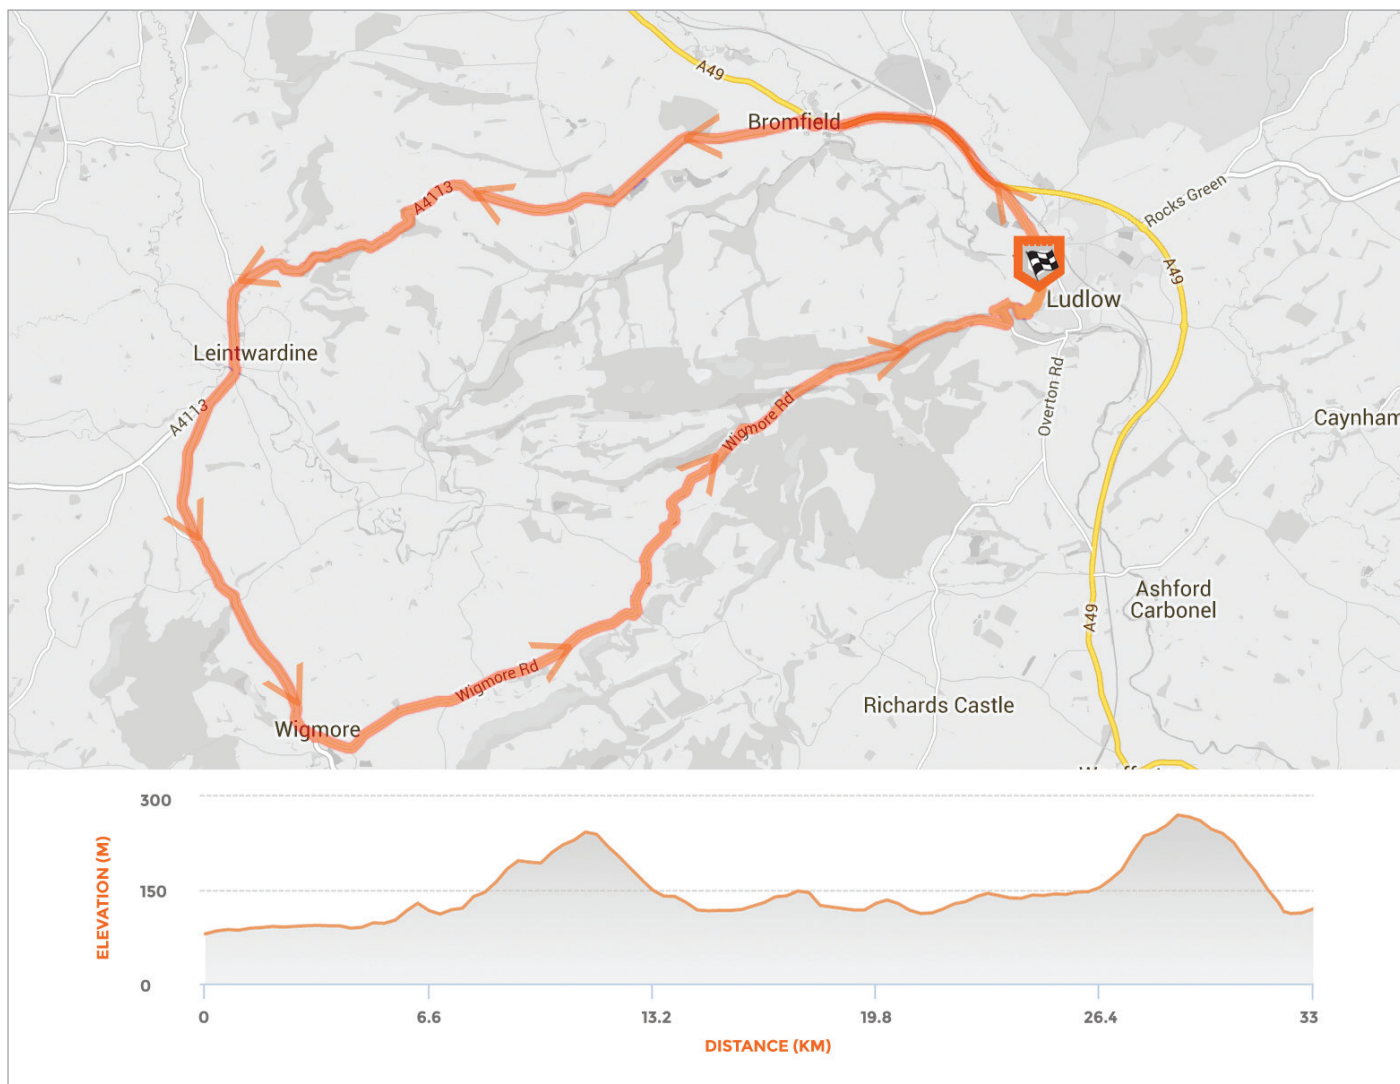 A49
Bromfield
A4113
Rocks Green
A49
Ludlow
Leintwardine
A4113
Wigmore Rd
Overton Rd
Caynham
Ashford
Carbonel
A49
Wigmore Rd
Richards Castle
Wigmore
300
150
0
ELEVATION (M)
0
6.6
13.2
19.8
26.4
33
DISTANCE (KM)